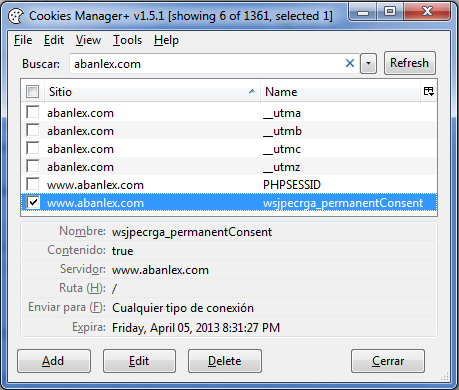 Cookies Manager+ v1.5.1 [showing 6 of 1361, selected 1]
File Edit View Tools Help
Buscar: abanlex.com Refresh
Sitio Name
abanlex.com __utma
abanlex.com __utmb
abanlex.com __utmc
abanlex.com __utmz
www.abanlex.com PHPSESSID
www.abanlex.com wsjpecrga_permanentConsent
Nombre: wsjpecrga_permanentConsent
Contenido: true
Servidor: www.abanlex.com
Ruta (H): /
Enviar para (F): Cualquier tipo de conexión
Expira: Friday, April 05, 2013 8:31:27 PM
Add Edit Delete Cerrar